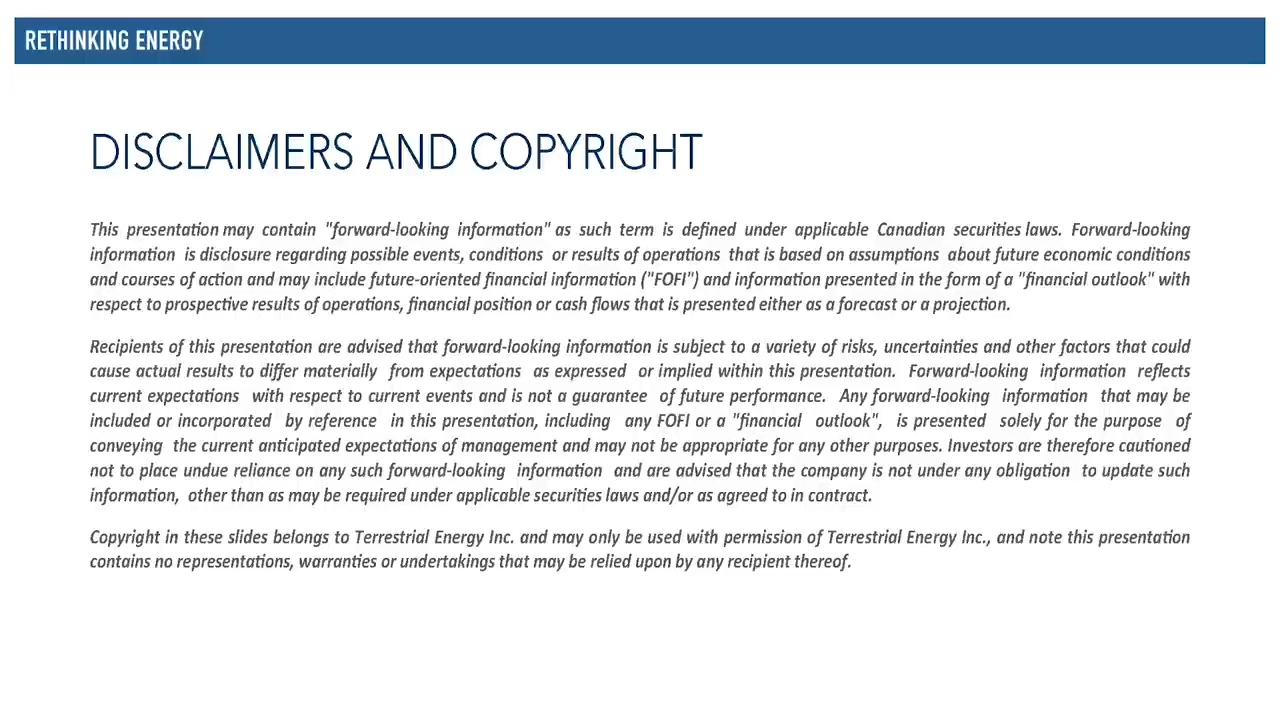 RETHINKING ENERGY
DISCLAIMERS AND COPYRIGHT
This presentation may contain "forward-looking information" as such term is defined under applicable Canadian securities laws. Forward-looking
information is disclosure regarding possible events, conditions or results of operations that is based on assumptions about future economic conditions
and courses of action and may include future-oriented financial information ("FOFI") and information presented in the form of a "financial outlook" with
respect to prospective results of operations, financial position or cash flows that is presented either as a forecast or a projection.
Recipients of this presentation are advised that forward-looking information is subject to a variety of risks, uncertainties and other factors that could
cause actual results to differ materially from expectations as expressed or implied within this presentation. Forward-looking information reflects
current expectations with respect to current events and is not a guarantee of future performance. Any forward-looking information that may be
included or incorporated by reference in this presentation, including any FOFI or a "financial outlook", is presented solely for the purpose of
conveying the current anticipated expectations of management and may not be appropriate for any other purposes. Investors are therefore cautioned
not to place undue reliance on any such forward-looking information and are advised that the company is not under any obligation to update such
information, other than as may be required under applicable securities laws and/or as agreed to in contract.
Copyright in these slides belongs to Terrestrial Energy Inc. and may only be used with permission of Terrestrial Energy Inc., and note this presentation
contains no representations, warranties or undertakings that may be relied upon by any recipient thereof.